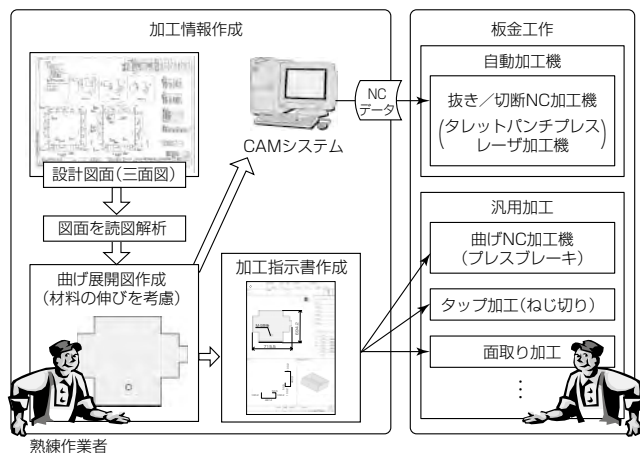 加工情報作成
設計図面(三面図)
図面を読図解析
曲げ展開図作成
(材料の伸びを考慮)
熟練作業者
CAMシステム
NC
データ
加工指示書作成
板金工作
自動加工機
抜き／切断NC加工機
(タレットパンチプレス
レーザ加工機)
汎用加工
曲げNC加工機
(プレスブレーキ)
タップ加工(ねじ切り)
面取り加工
⋮